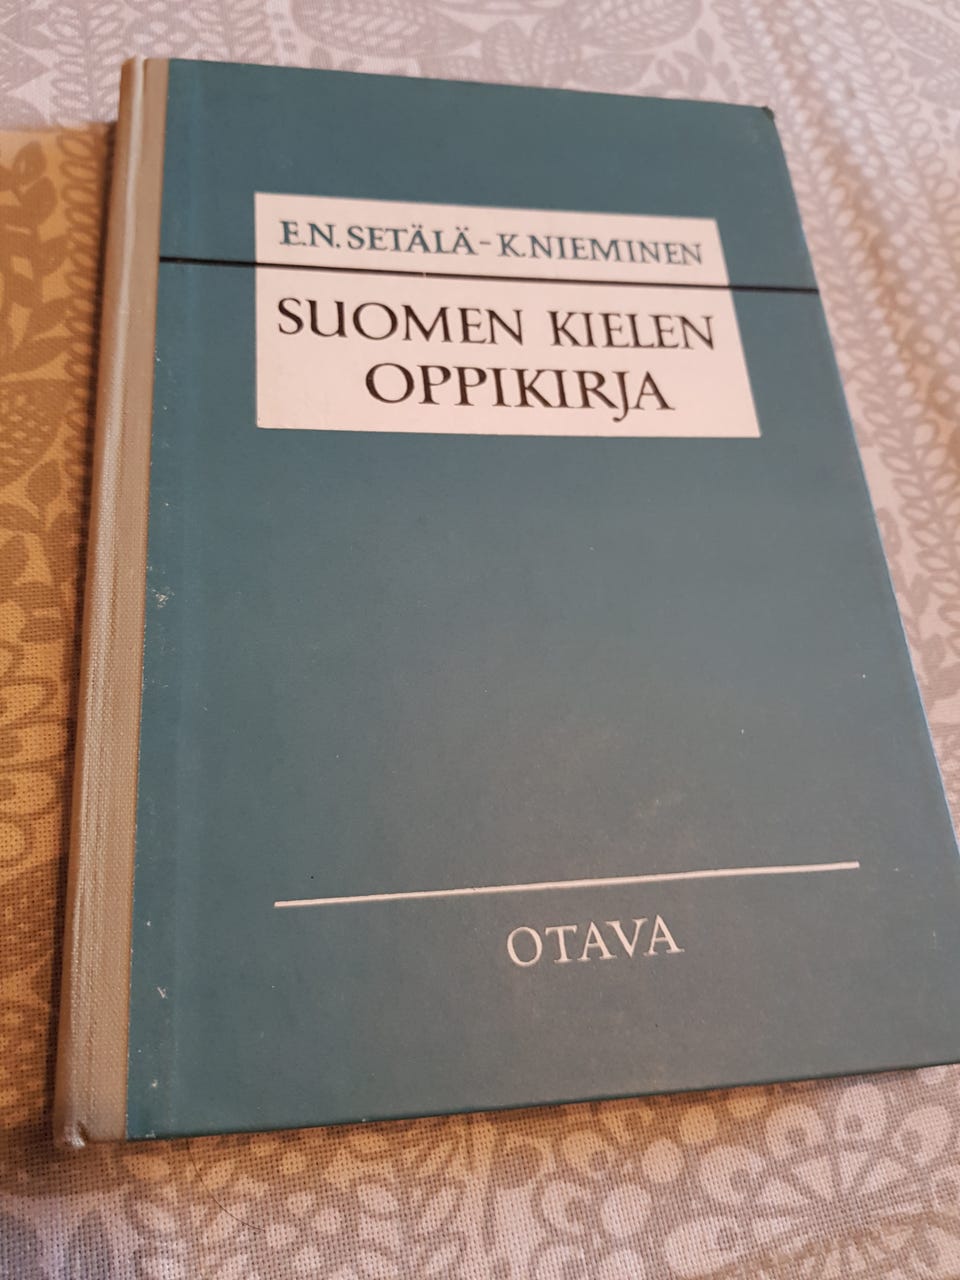 E.N. SETÄLÄ - K. NIEMINEN
SUOMEN KIELEN
OPPIKIRJA
OTAVA